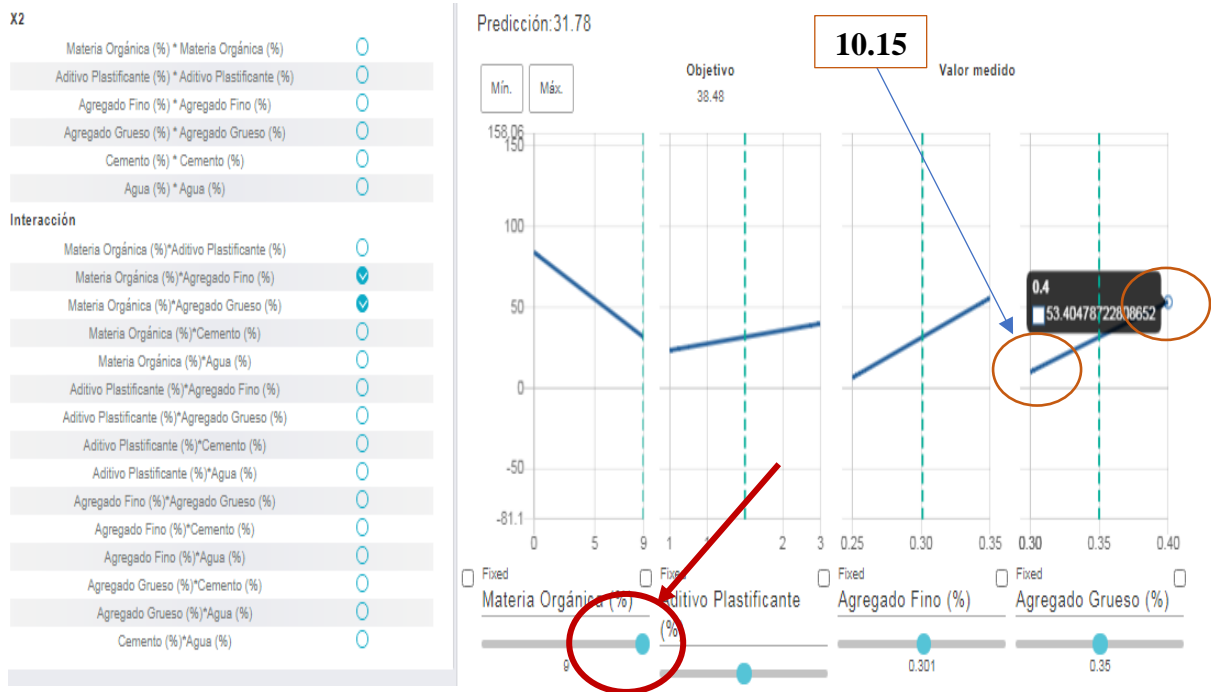 X2
Materia Orgánica (%) * Materia Orgánica (%)
Aditivo Plastificante (%) * Aditivo Plastificante (%)
Agregado Fino (%) * Agregado Fino (%)
Agregado Grueso (%) * Agregado Grueso (%)
Cemento (%) * Cemento (%)
Agua (%) * Agua (%)
Interacción
Materia Orgánica (%)*Aditivo Plastificante (%)
Materia Orgánica (%)*Agregado Fino (%)
Materia Orgánica (%)*Agregado Grueso (%)
Materia Orgánica (%)*Cemento (%)
Materia Orgánica (%)*Agua (%)
Aditivo Plastificante (%)*Agregado Fino (%)
Aditivo Plastificante (%)*Agregado Grueso (%)
Aditivo Plastificante (%)*Cemento (%)
Aditivo Plastificante (%)*Agua (%)
Agregado Fino (%)*Agregado Grueso (%)
Agregado Fino (%)*Cemento (%)
Agregado Fino (%)*Agua (%)
Agregado Grueso (%)*Cemento (%)
Agregado Grueso (%)*Agua (%)
Cemento (%)*Agua (%)
Predicción:31.78
10.15
Mín. Máx.
Objetivo
38.48
Valor medido
158.06
150
100
50
0
-50
-81.1
0.4
53.40478722808652
0 5 9
1 2 3
0.25 0.30 0.35
0.30 0.35 0.40
Fixed Fixed Fixed Fixed
Materia Orgánica (%)
9
Aditivo Plastificante
(%)
Agregado Fino (%)
0.301
Agregado Grueso (%)
0.35